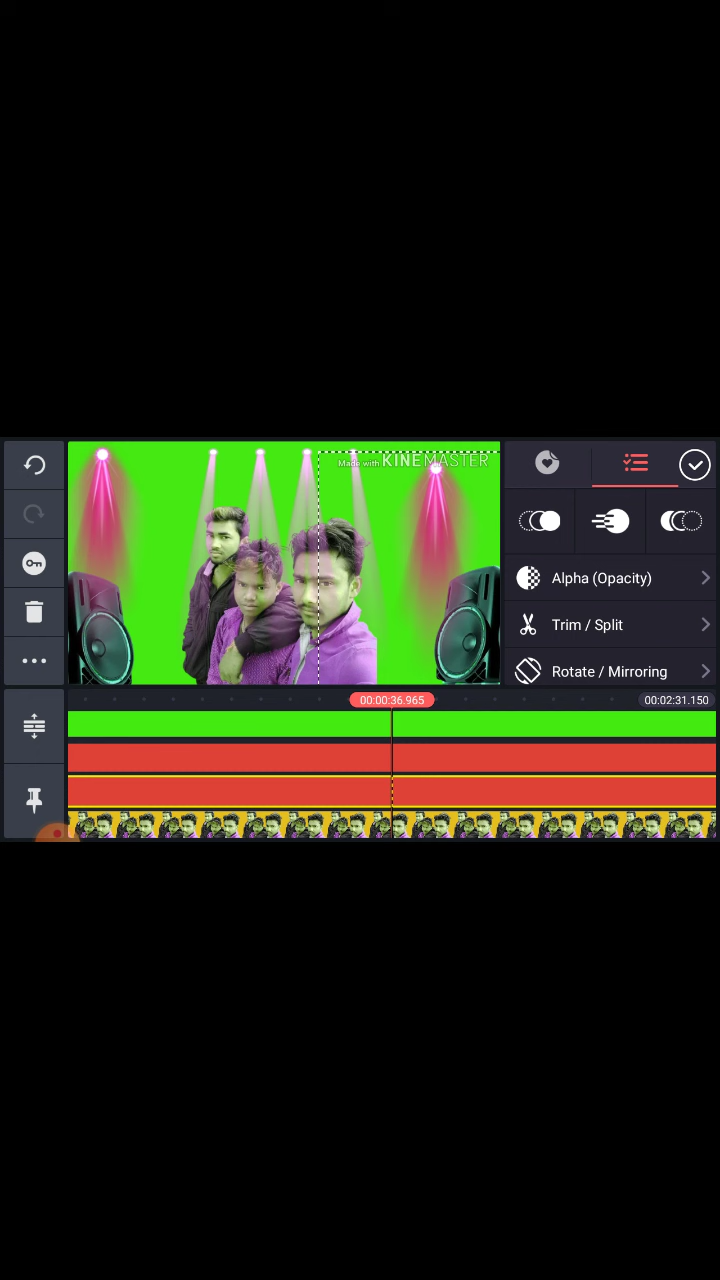 Made with KINEMASTER
Alpha (Opacity)
Trim / Split
Rotate / Mirroring
00:00:36.965
00:02:31.150